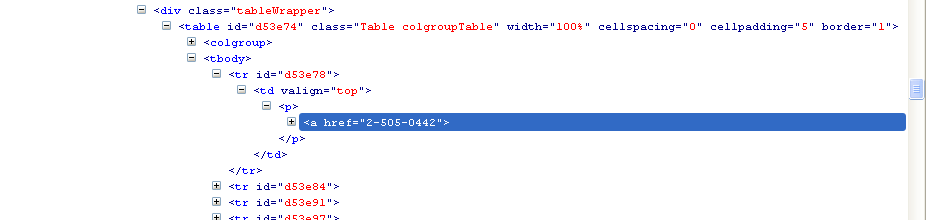 <div class="tableWrapper">
<table id="d53e74" class="Table colgroupTable" width="100%" cellspacing="0" cellpadding="5" border="1">
<colgroup>
<tbody>
<tr id="d53e78">
<td valign="top">
<p>
<a href="2-505-0442">
</p>
</td>
</tr>
<tr id="d53e84">
<tr id="d53e91">
<tr id="d53e97">